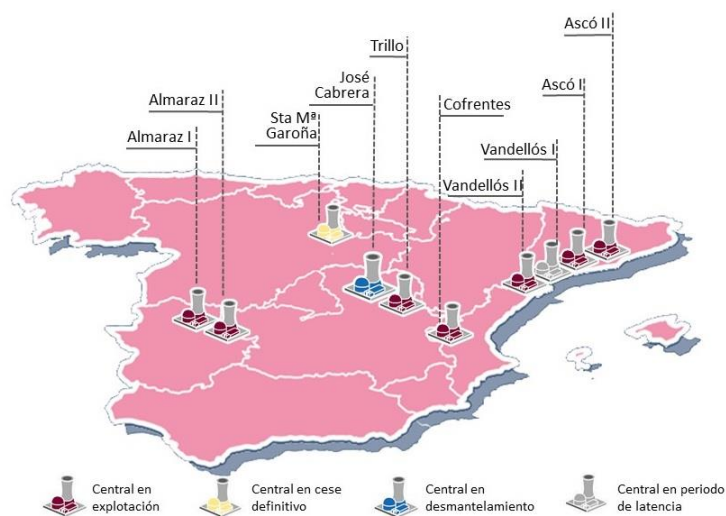 Ascó II
Trillo
José
Cabrera
Ascó I
Almaraz II
Cofrentes
Sta Mª
Garoña
Almaraz I
Vandellós I
Vandellós II
Central en
explotación
Central en cese
definitivo
Central en
desmantelamiento
Central en periodo
de latencia